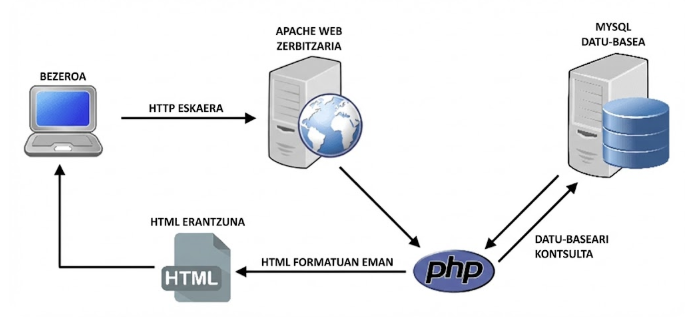 APACHE WEB
ZERBITZARIA
MYSQL
DATU-BASEA
BEZEROA
HTTP ESKAERA
HTML ERANTZUNA
HTML
HTML FORMATUAN EMAN
php
DATU-BASEARI
KONTSULTA